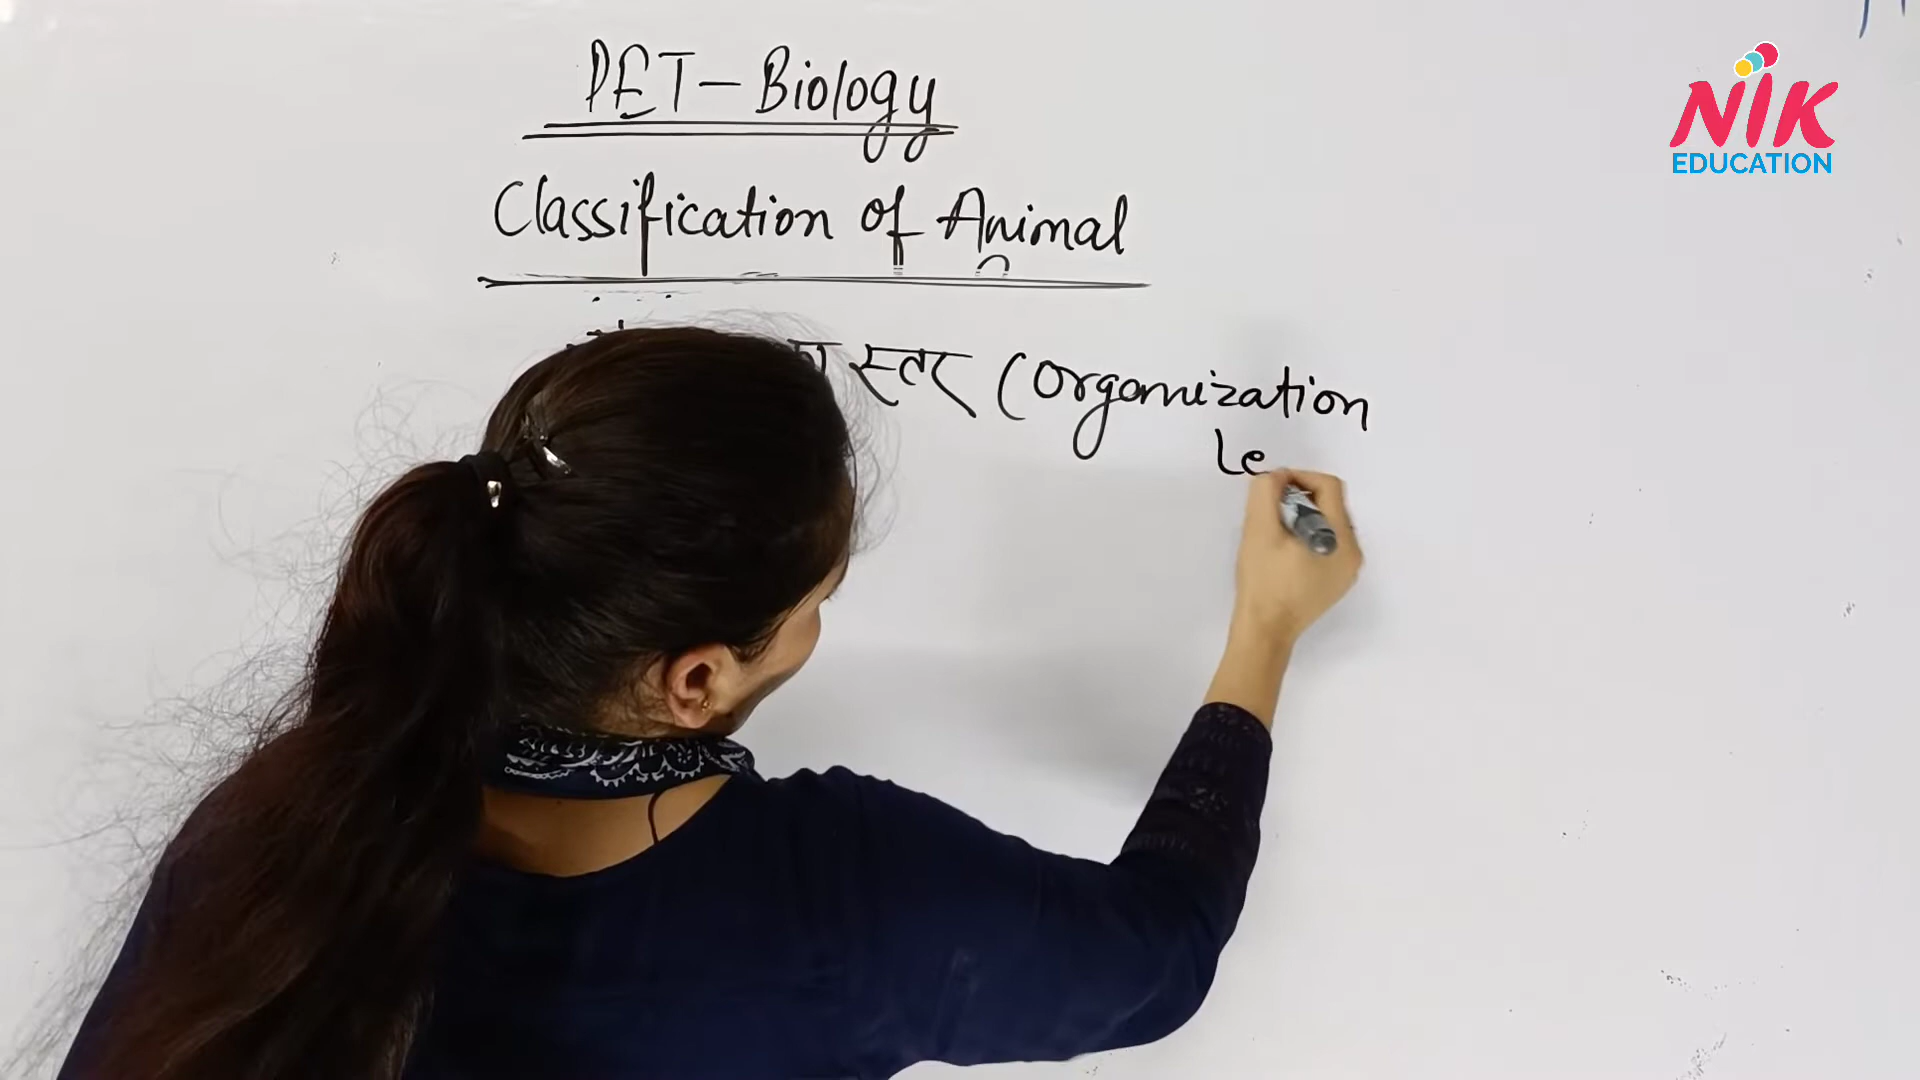 PET - Biology
NIK
EDUCATION
Classification of Animal
स्तर (Organization
Le